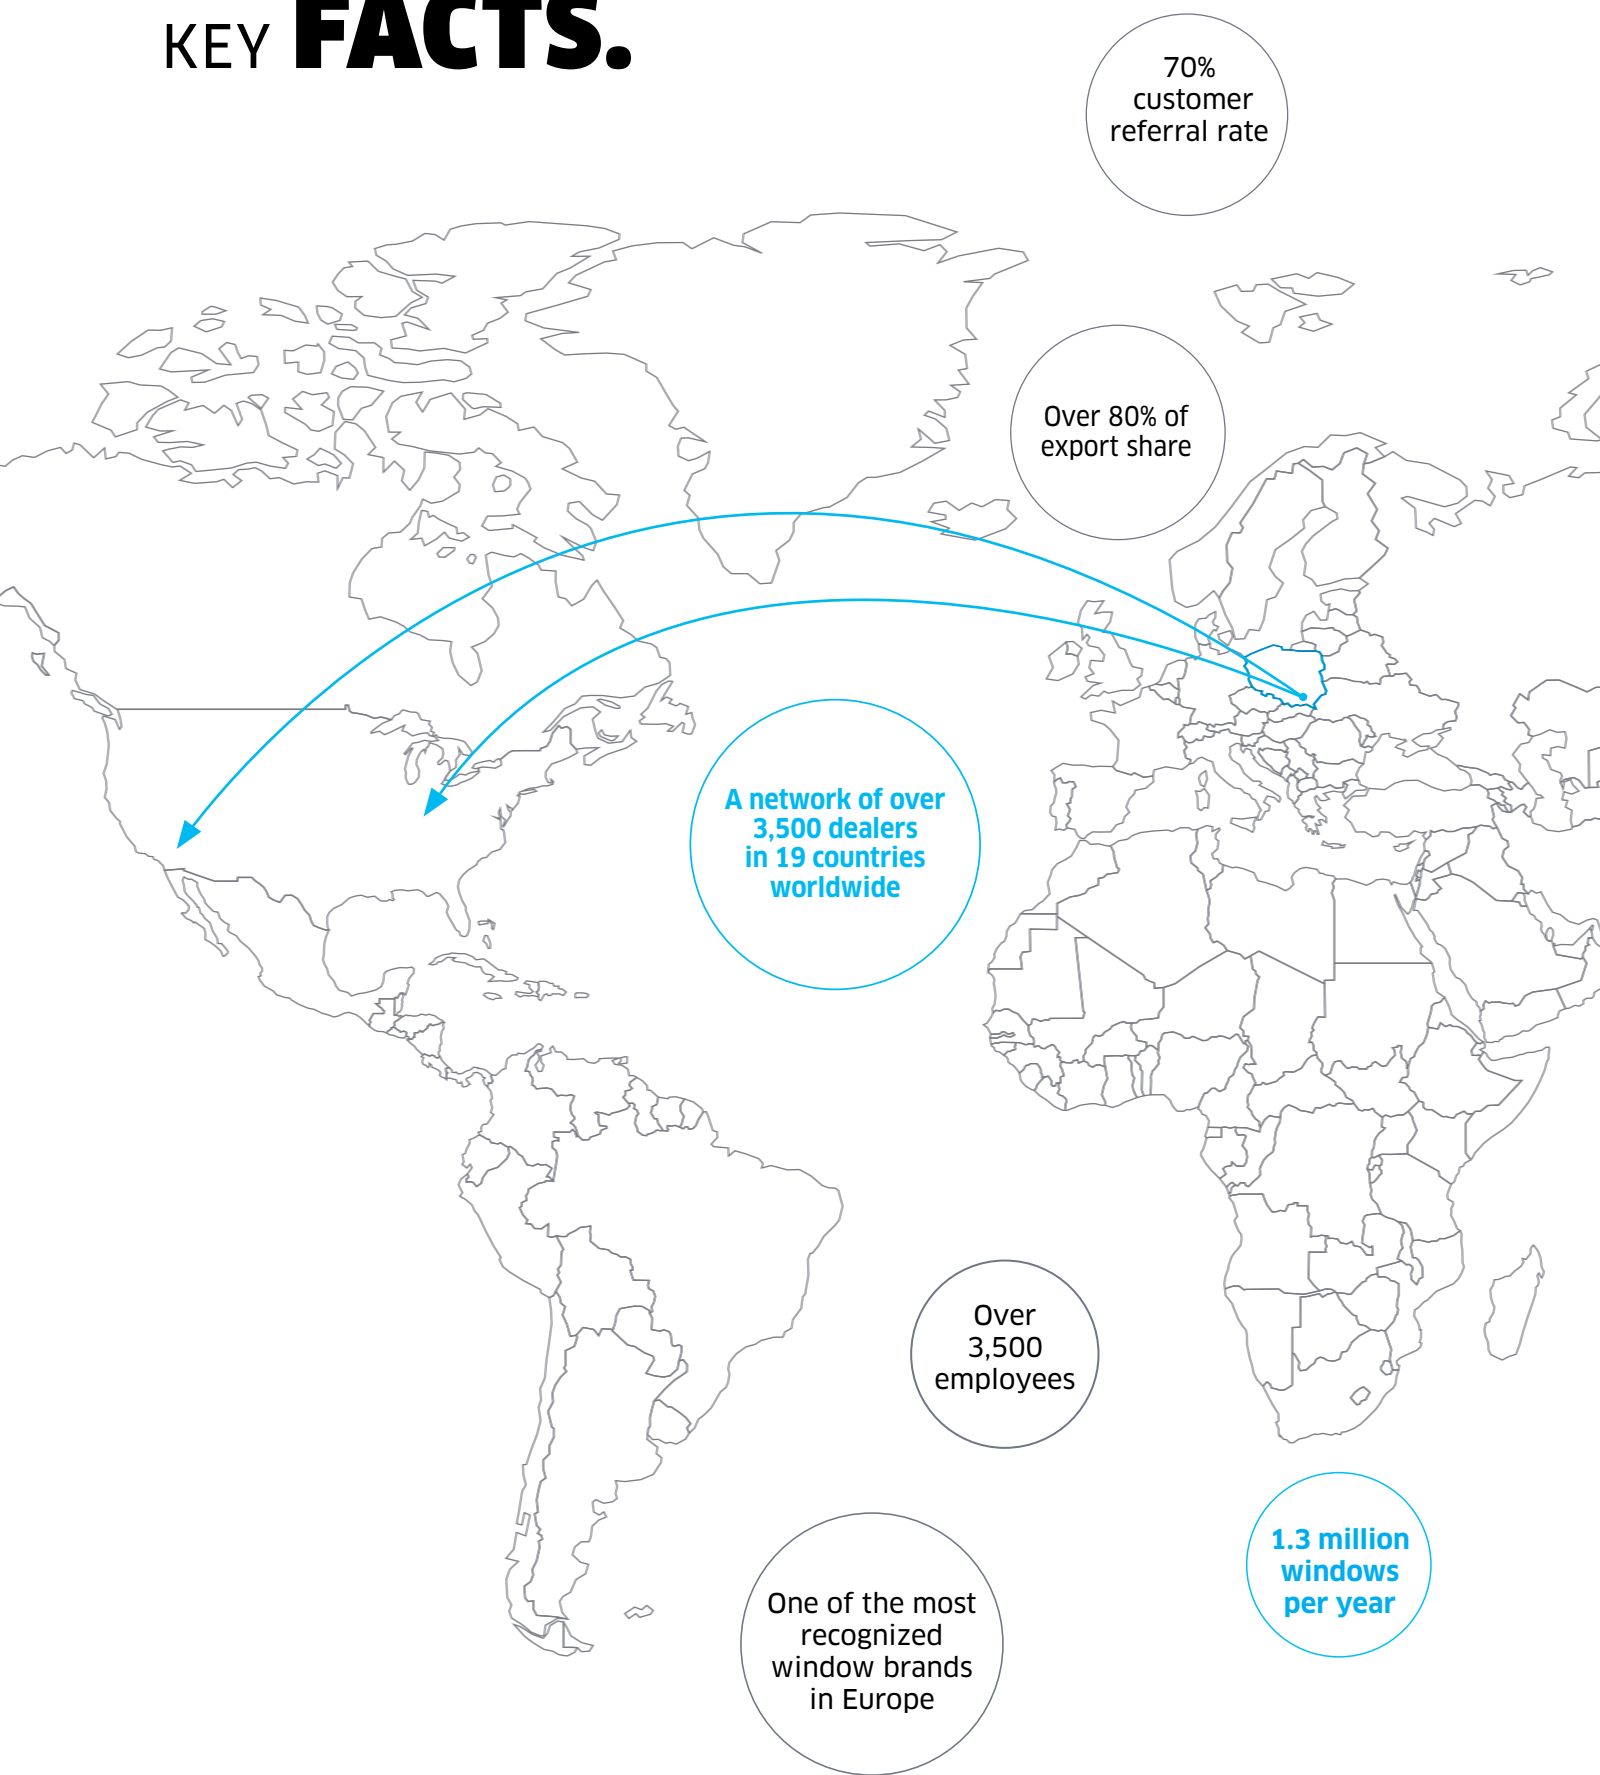 KEY FACTS.
70%
customer
referral rate
Over 80% of
export share
A network of over
3,500 dealers
in 19 countries
worldwide
Over
3,500
employees
1.3 million
windows
per year
One of the most
recognized
window brands
in Europe